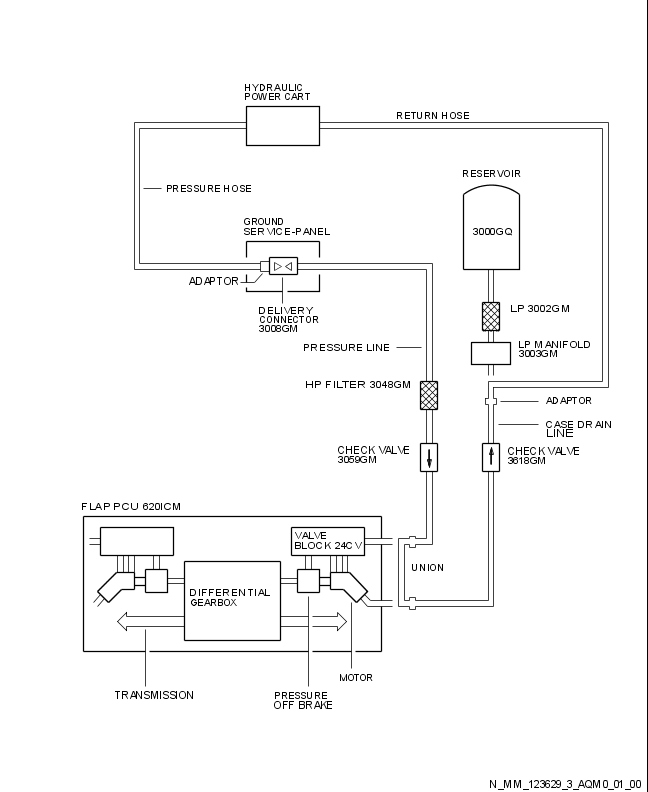 HYDRAULIC
POWER CART
RETURN HOSE
RESERVOIR
PRESSURE HOSE
GROUND
SERVICE-PANEL
3000GQ
ADAPTOR
DELIVERY
CONNECTOR
3008GM
LP 3002GM
PRESSURE LINE
LP MANIFOLD
3003GM
HP FILTER 3048GM
ADAPTOR
CASE DRAIN
LINE
CHECK VALVE
3059GM
CHECK VALVE
3618GM
FLAP PCU 6201CM
VALVE
BLOCK 24CV
UNION
DIFFERENTIAL
GEARBOX
MOTOR
TRANSMISSION
PRESSURE
OFF BRAKE
N_MM_123629_3_AQM0_01_00